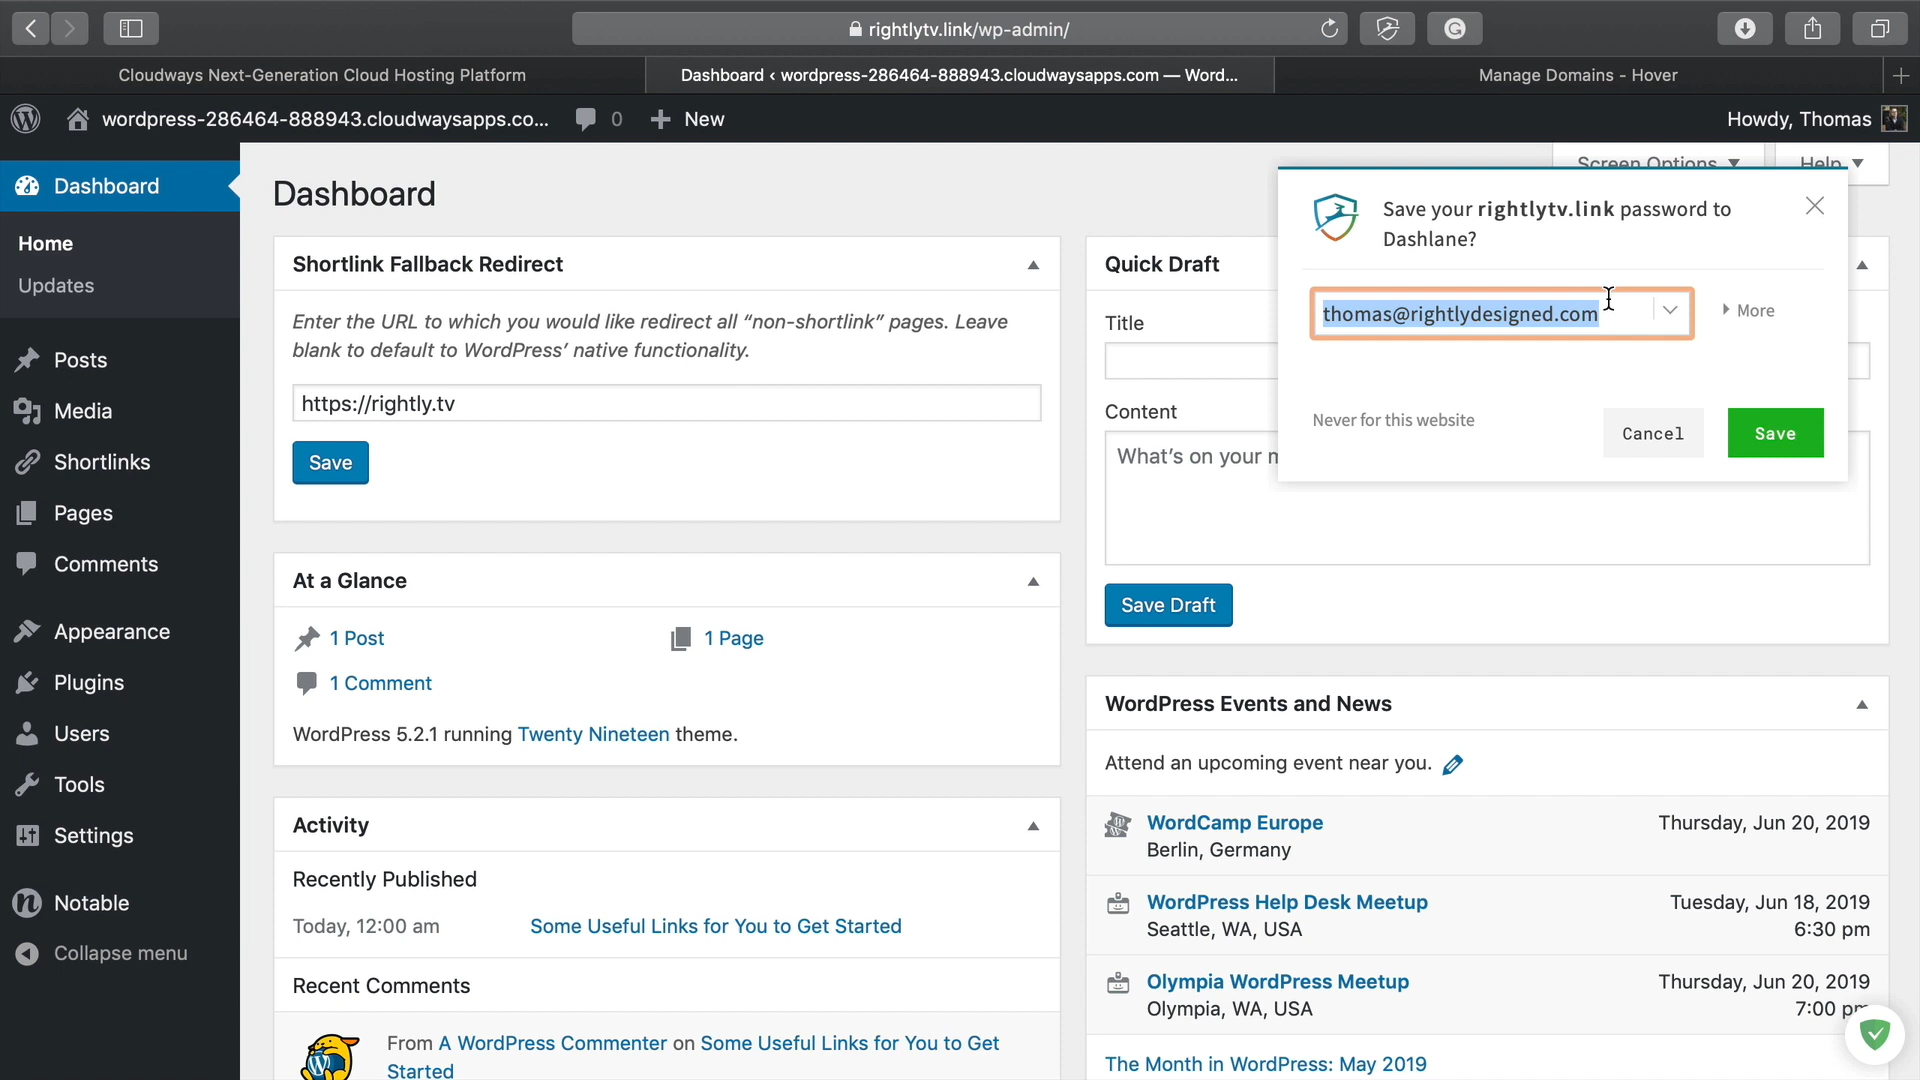 rightlytv.link/wp-admin/
Cloudways Next-Generation Cloud Hosting Platform
Dashboard ‹ wordpress-286464-888943.cloudwaysapps.com — Word...
Manage Domains - Hover
wordpress-286464-888943.cloudwaysapps.co...
0
New
Howdy, Thomas
Dashboard
Home
Updates
Posts
Media
Shortlinks
Pages
Comments
Appearance
Plugins
Users
Tools
Settings
Notable
Collapse menu
Screen Options
Help
Dashboard
Shortlink Fallback Redirect
Enter the URL to which you would like redirect all “non-shortlink” pages. Leave
blank to default to WordPress’ native functionality.
https://rightly.tv
Save
At a Glance
1 Post
1 Page
1 Comment
WordPress 5.2.1 running Twenty Nineteen theme.
Activity
Recently Published
Today, 12:00 am
Some Useful Links for You to Get Started
Recent Comments
From A WordPress Commenter on Some Useful Links for You to Get
Started
Save your rightlytv.link password to
Dashlane?
thomas@rightlydesigned.com
More
Never for this website
Cancel
Save
Quick Draft
Title
Content
What’s on your
Save Draft
WordPress Events and News
Attend an upcoming event near you.
WordCamp Europe
Thursday, Jun 20, 2019
Berlin, Germany
WordPress Help Desk Meetup
Tuesday, Jun 18, 2019
Seattle, WA, USA
6:30 pm
Olympia WordPress Meetup
Thursday, Jun 20, 2019
Olympia, WA, USA
7:00 pm
The Month in WordPress: May 2019